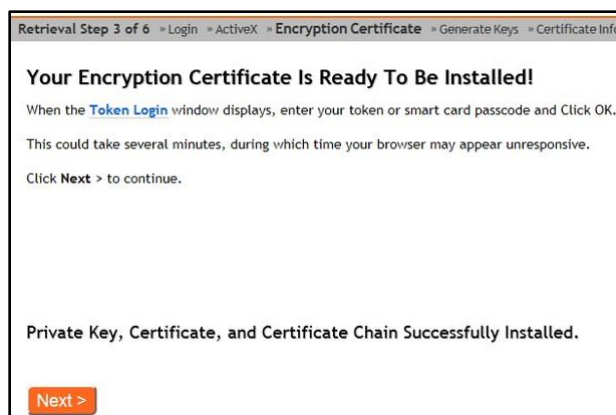 Retrieval Step 3 of 6 » Login » ActiveX » Encryption Certificate » Generate Keys » Certificate Info
Your Encryption Certificate Is Ready To Be Installed!
When the Token Login window displays, enter your token or smart card passcode and Click OK.
This could take several minutes, during which time your browser may appear unresponsive.
Click Next > to continue.
Private Key, Certificate, and Certificate Chain Successfully Installed.
Next >